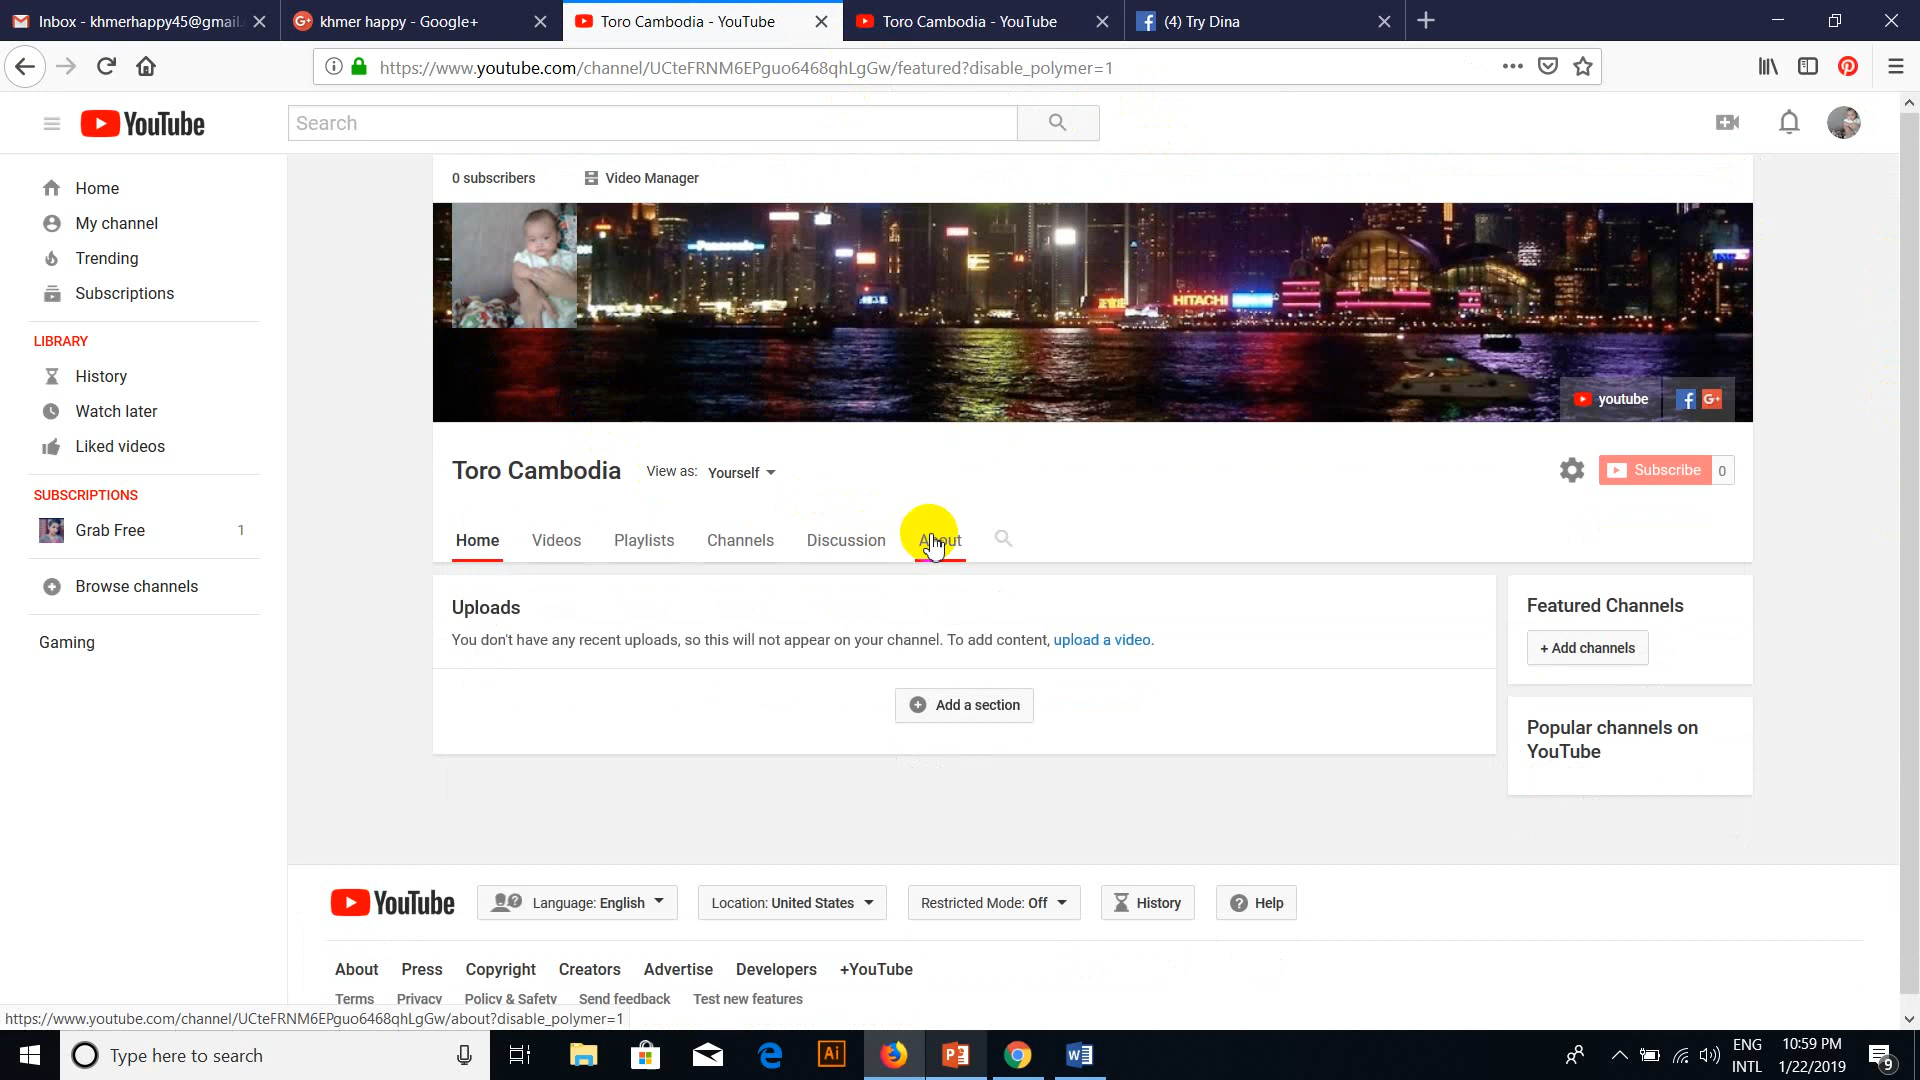 Inbox - khmerhappy45@gmail.
khmer happy - Google+
Toro Cambodia - YouTube
Toro Cambodia - YouTube
(4) Try Dina
https://www.youtube.com/channel/UCteFRNM6EPguo6468qhLgGw/featured?disable_polymer=1
YouTube
Search
Home
My channel
Trending
Subscriptions
LIBRARY
History
Watch later
Liked videos
SUBSCRIPTIONS
Grab Free 1
Browse channels
Gaming
0 subscribers
Video Manager
Panasonic
HITACHI
youtube
Toro Cambodia
View as: Yourself
Subscribe 0
Home Videos Playlists Channels Discussion About
Uploads
You don't have any recent uploads, so this will not appear on your channel. To add content, upload a video.
Add a section
Featured Channels
+ Add channels
Popular channels on
YouTube
YouTube
Language: English
Location: United States
Restricted Mode: Off
History
Help
About Press Copyright Creators Advertise Developers +YouTube
Terms Privacy Policy & Safety Send feedback Test new features
https://www.youtube.com/channel/UCteFRNM6EPguo6468qhLgGw/about?disable_polymer=1
Type here to search
ENG
INTL
10:59 PM
1/22/2019
9